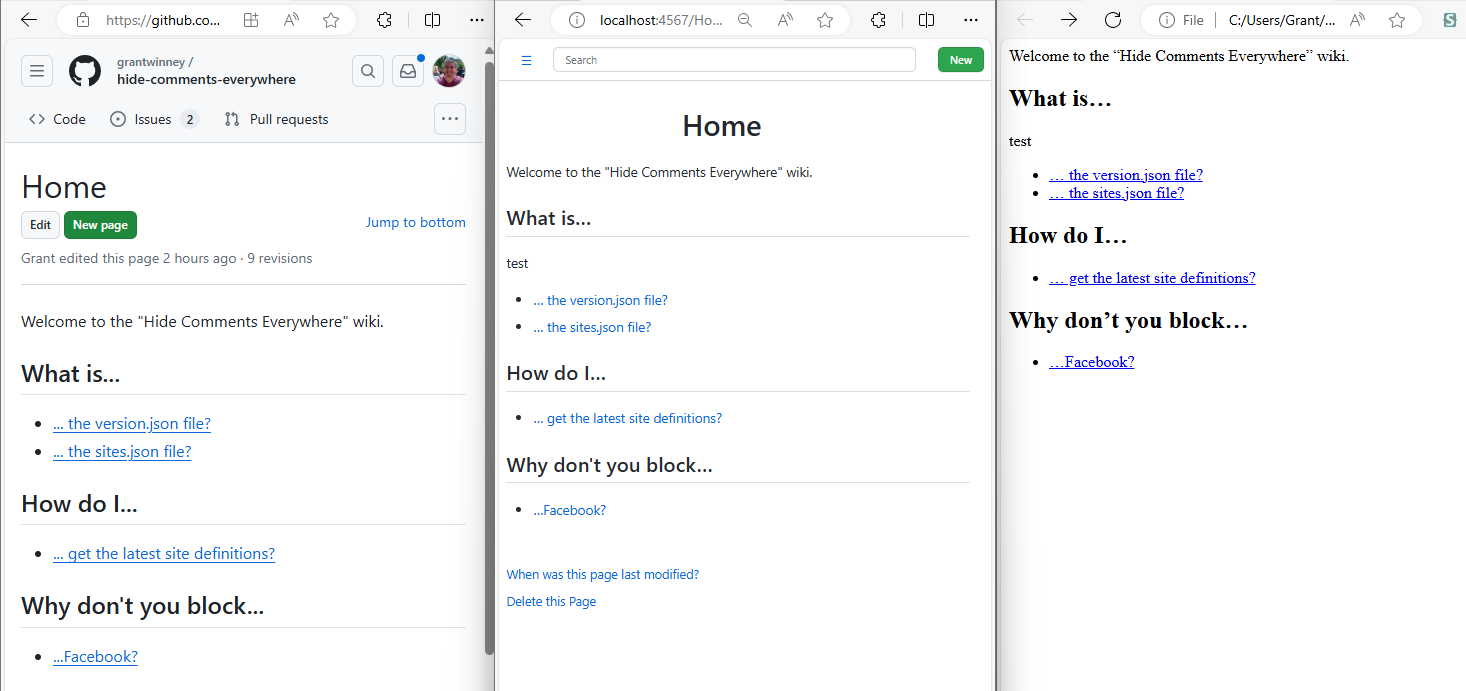 https://github.co...
grantwinney /
hide-comments-everywhere
Code
Issues 2
Pull requests
Home
Edit
New page
Jump to bottom
Grant edited this page 2 hours ago · 9 revisions
Welcome to the "Hide Comments Everywhere" wiki.
What is...
... the version.json file?
... the sites.json file?
How do I...
... get the latest site definitions?
Why don't you block...
...Facebook?
localhost:4567/Ho...
Search
New
Home
Welcome to the "Hide Comments Everywhere" wiki.
What is...
test
... the version.json file?
... the sites.json file?
How do I...
... get the latest site definitions?
Why don't you block...
...Facebook?
When was this page last modified?
Delete this Page
File
C:/Users/Grant/...
Welcome to the “Hide Comments Everywhere” wiki.
What is…
test
… the version.json file?
… the sites.json file?
How do I…
… get the latest site definitions?
Why don’t you block…
…Facebook?